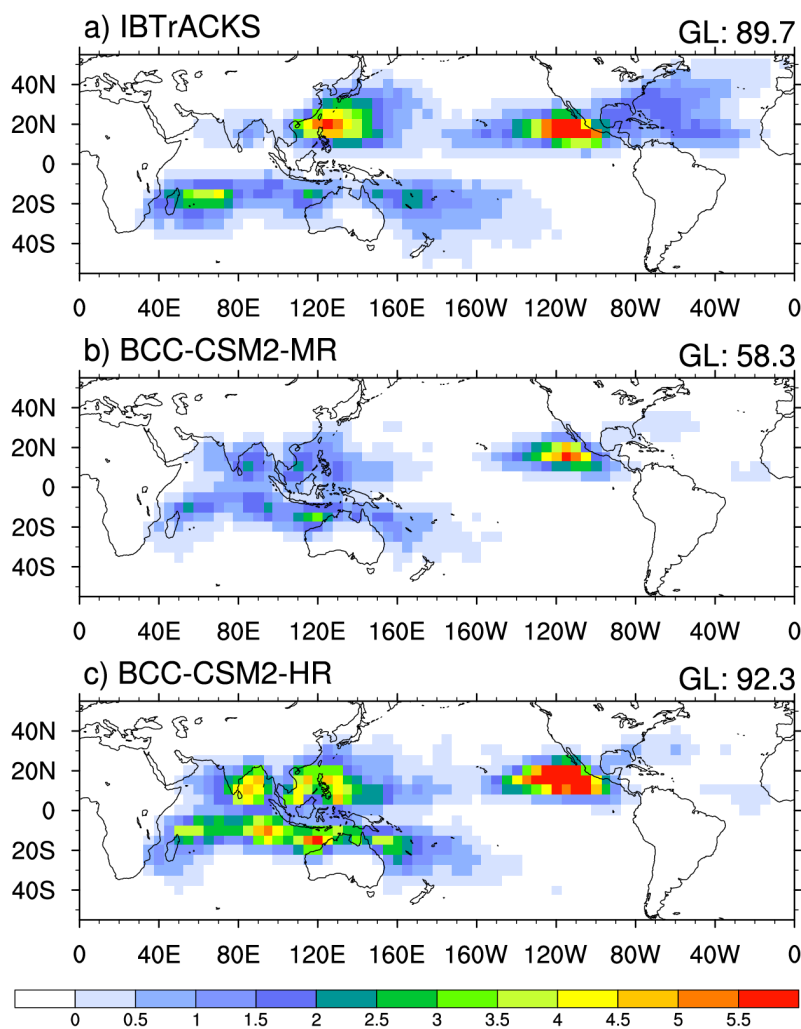 a) IBTrACKS GL: 89.7
40N
20N
0
20S
40S
0 40E 80E 120E 160E 160W 120W 80W 40W 0
b) BCC-CSM2-MR GL: 58.3
40N
20N
0
20S
40S
0 40E 80E 120E 160E 160W 120W 80W 40W 0
c) BCC-CSM2-HR GL: 92.3
40N
20N
0
20S
40S
0 40E 80E 120E 160E 160W 120W 80W 40W 0
0 0.5 1 1.5 2 2.5 3 3.5 4 4.5 5 5.5